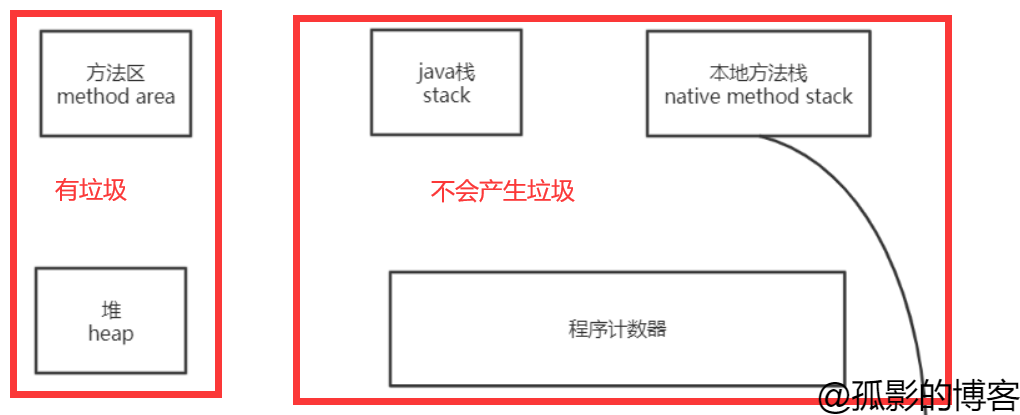 方法区
method area
java栈
stack
本地方法栈
native method stack
有垃圾
不会产生垃圾
堆
heap
程序计数器
@孤影的博客